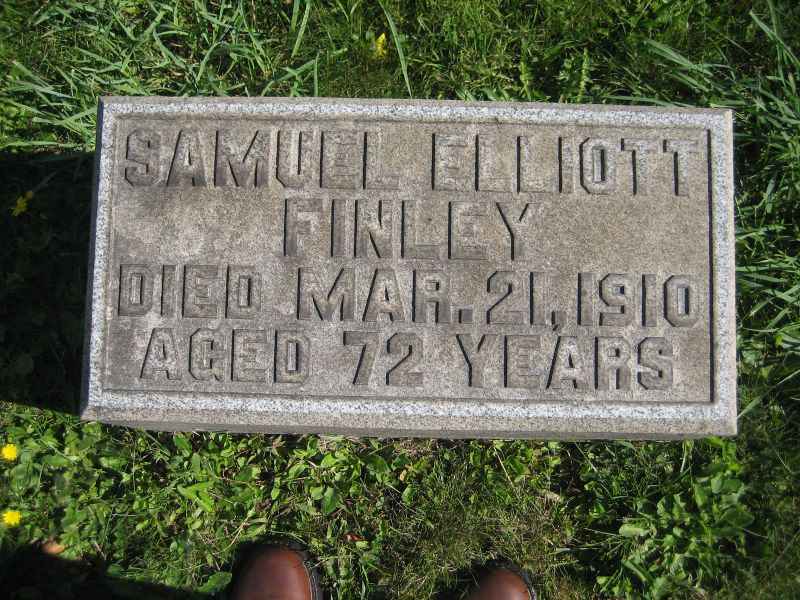 SAMUEL ELLIOTT
FINLEY
DIED MAR. 21, 1910
AGED 72 YEARS